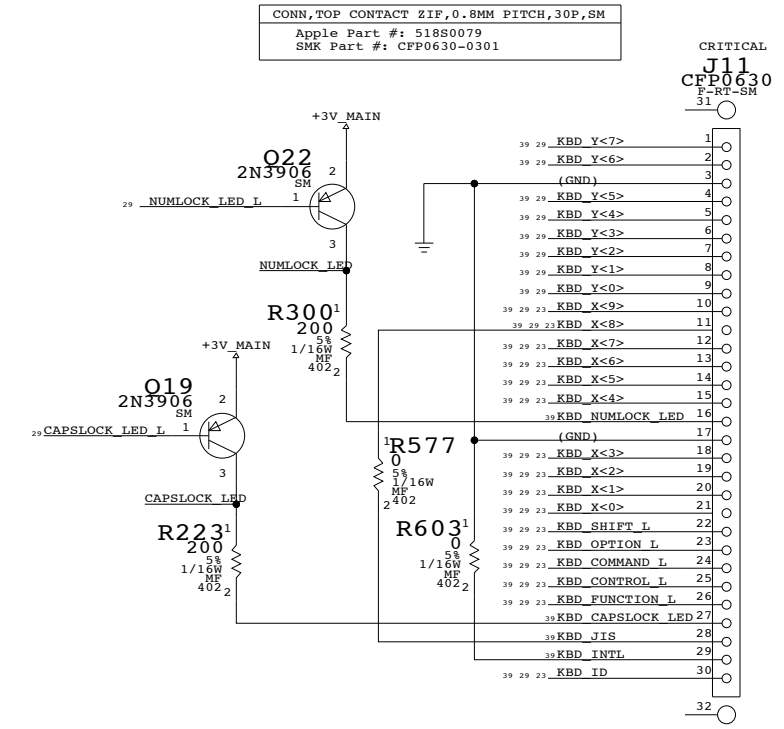 CONN,TOP CONTACT ZIF,0.8MM PITCH,30P,SM
Apple Part #: 518S0079
SMK Part #: CFP0630-0301
CRITICAL
J11
CFP0630
F-RT-SM
31
+3V_MAIN
Q22
2N3906
SM
2
1
3
29 NUMLOCK_LED_L
NUMLOCK_LED
R300
1
200
5%
1/16W
MF
402
2
+3V_MAIN
Q19
2N3906
SM
2
1
3
29 CAPSLOCK_LED_L
CAPSLOCK_LED
R223
1
200
5%
1/16W
MF
402
2
1
R577
0
5%
1/16W
MF
402
2
R603
1
0
5%
1/16W
MF
402
2
39 29 KBD_Y<7> 1
39 29 KBD_Y<6> 2
(GND) 3
39 29 KBD_Y<5> 4
39 29 KBD_Y<4> 5
39 29 KBD_Y<3> 6
39 29 KBD_Y<2> 7
39 29 KBD_Y<1> 8
39 29 KBD_Y<0> 9
39 29 23 KBD_X<9> 10
39 29 23 KBD_X<8> 11
39 29 23 KBD_X<7> 12
39 29 23 KBD_X<6> 13
39 29 23 KBD_X<5> 14
39 29 23 KBD_X<4> 15
39 KBD_NUMLOCK_LED 16
(GND) 17
39 29 23 KBD_X<3> 18
39 29 23 KBD_X<2> 19
39 29 23 KBD_X<1> 20
39 29 23 KBD_X<0> 21
39 29 23 KBD_SHIFT_L 22
39 29 23 KBD_OPTION_L 23
39 29 23 KBD_COMMAND_L 24
39 29 23 KBD_CONTROL_L 25
39 29 23 KBD_FUNCTION_L 26
39 KBD_CAPSLOCK_LED 27
39 KBD_JIS 28
39 KBD_INTL 29
39 29 23 KBD_ID 30
32